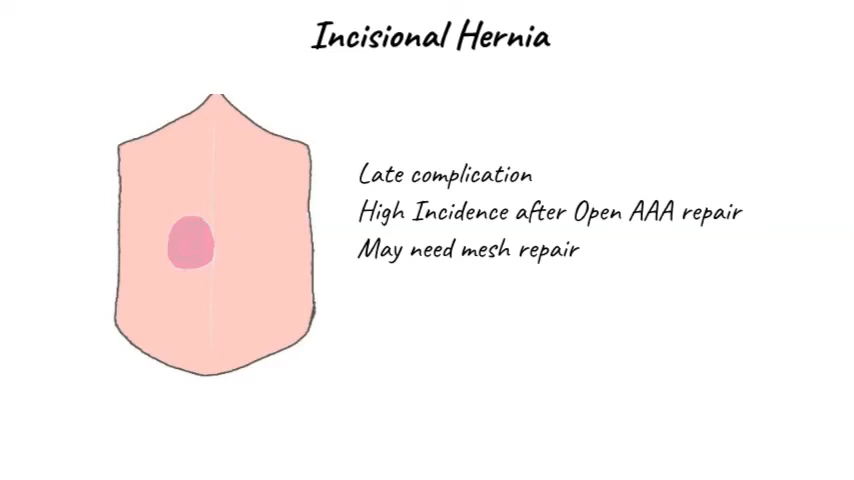 Incisional Hernia
Late complication
High Incidence after Open AAA repair
May need mesh repair